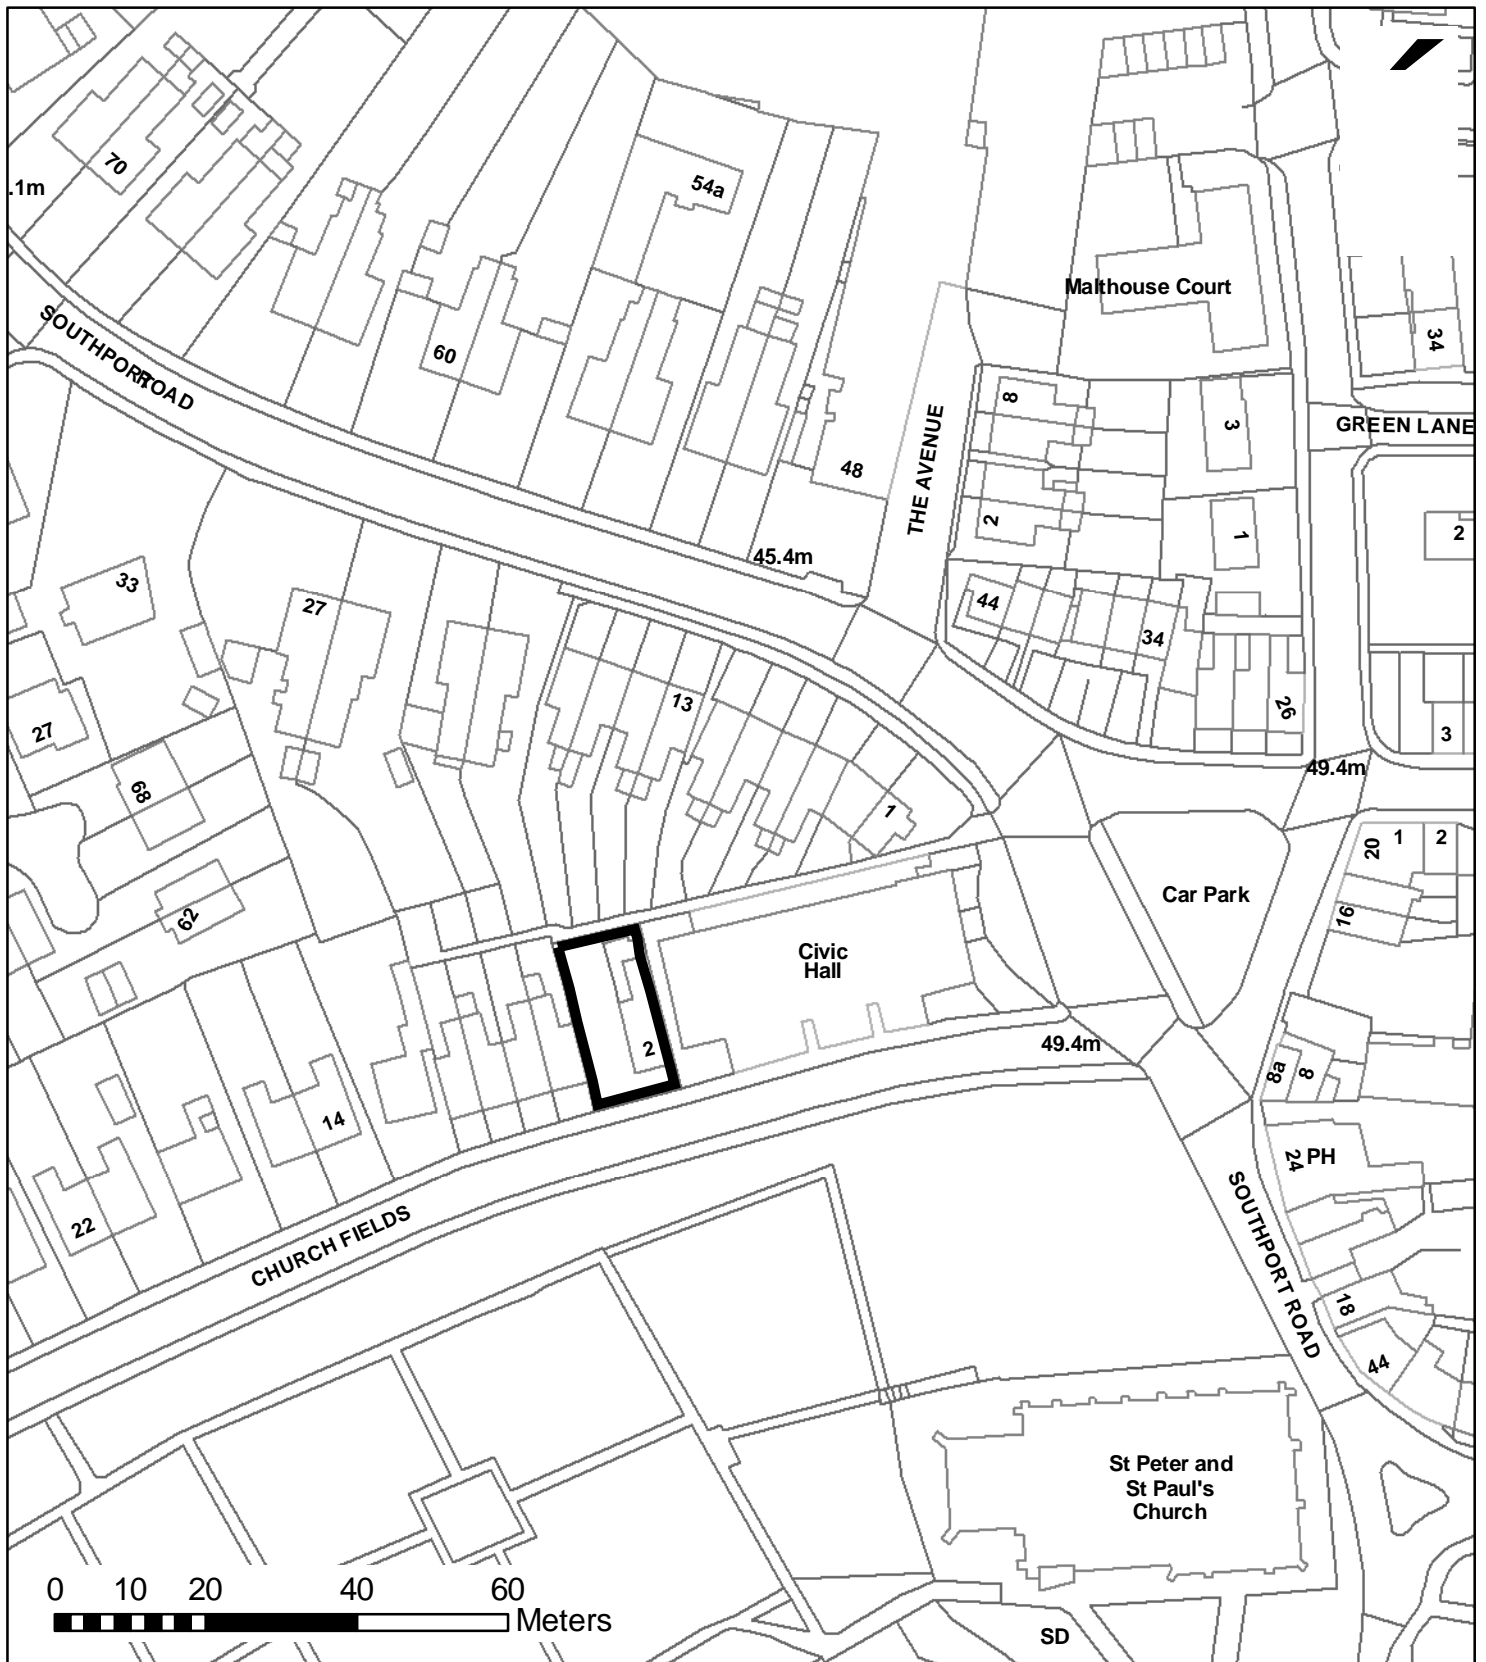 70
.1m
54a
Malthouse Court
34
SOUTHPORT ROAD
60
8
3
GREEN LANE
THE AVENUE
48
2
1
2
45.4m
33
27
44
34
13
26
27
3
49.4m
68
1
20
1
2
Car Park
62
16
Civic
Hall
2
49.4m
8a
8
14
24
PH
22
CHURCH FIELDS
SOUTHPORT ROAD
18
44
St Peter and
St Paul's
Church
0 10 20 40 60
Meters
SD